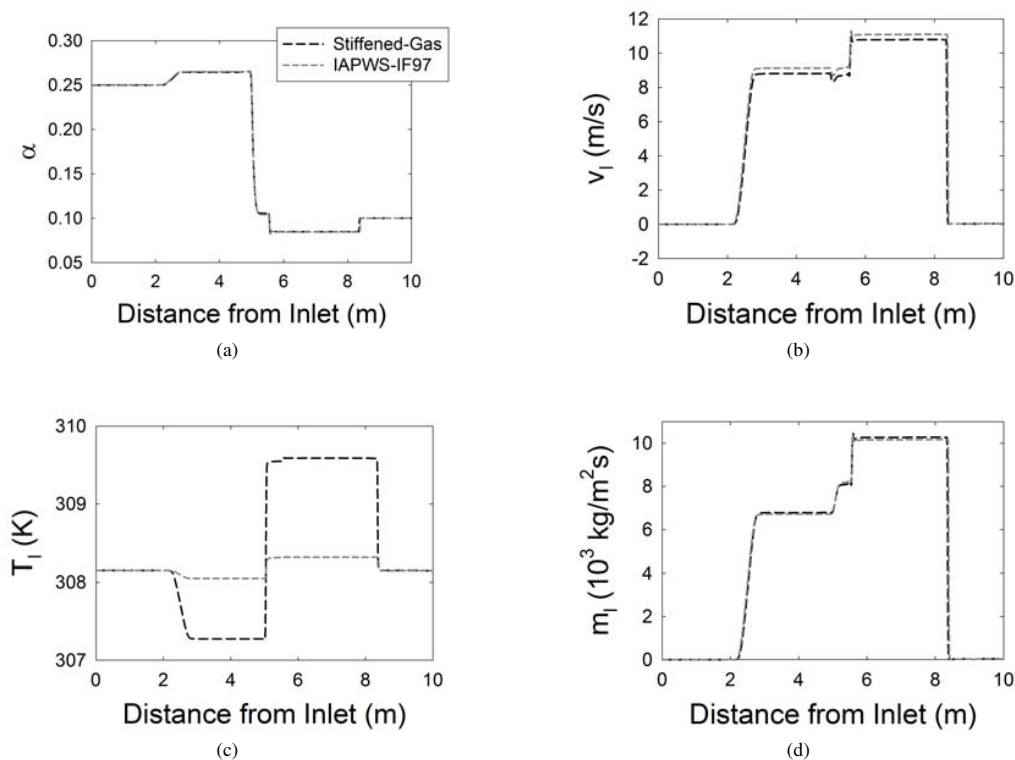 0.30
0.25
0.20
0.15
0.10
0.05
α
Stiffened-Gas
IAPWS-IF97
0 2 4 6 8 10
Distance from Inlet (m)
(a)
12
10
8
6
4
2
0
-2
v_l (m/s)
0 2 4 6 8 10
Distance from Inlet (m)
(b)
310
309
308
307
T_l (K)
0 2 4 6 8 10
Distance from Inlet (m)
(c)
10
8
6
4
2
0
m_l (10³ kg/m²s)
0 2 4 6 8 10
Distance from Inlet (m)
(d)